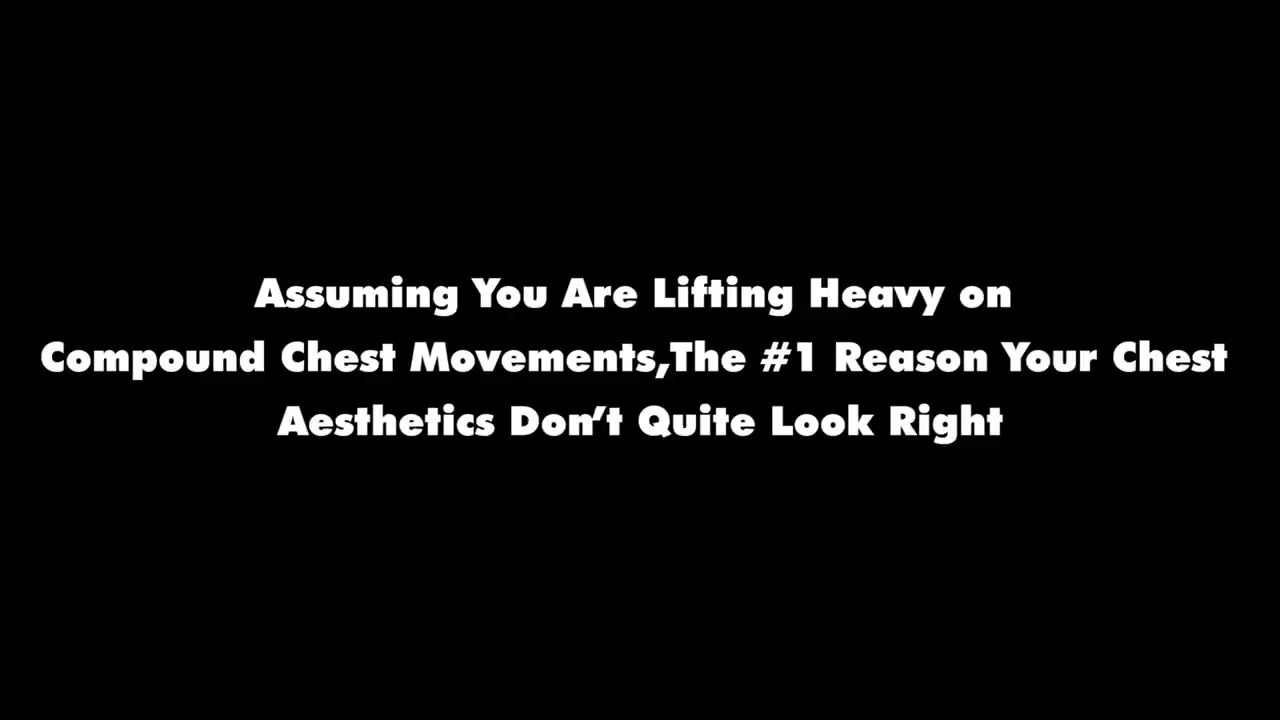 Assuming You Are Lifting Heavy on
Compound Chest Movements,The #1 Reason Your Chest
Aesthetics Don’t Quite Look Right